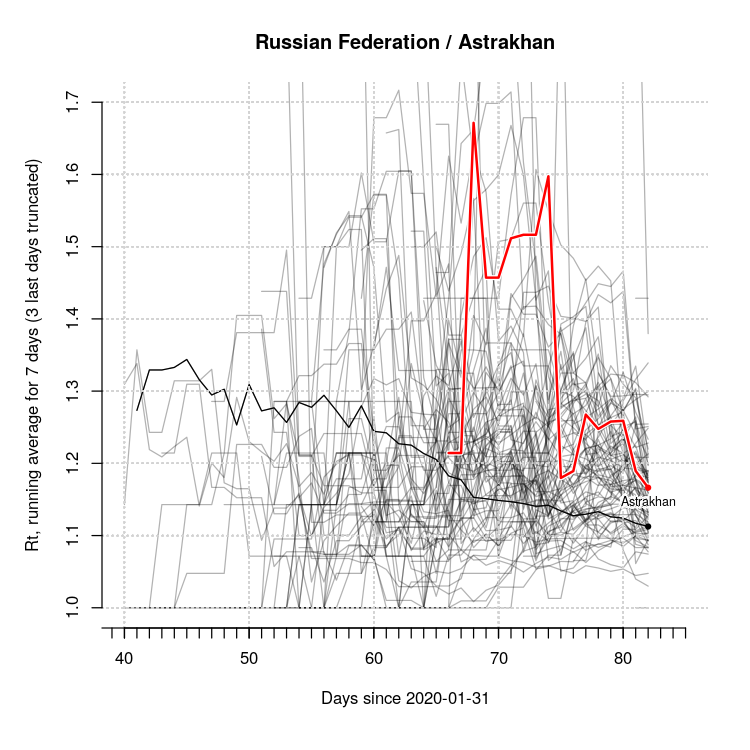 Russian Federation / Astrakhan
Rt, running average for 7 days (3 last days truncated)
1.7
1.6
1.5
1.4
1.3
1.2
1.1
1.0
Astrakhan
40 50 60 70 80
Days since 2020-01-31